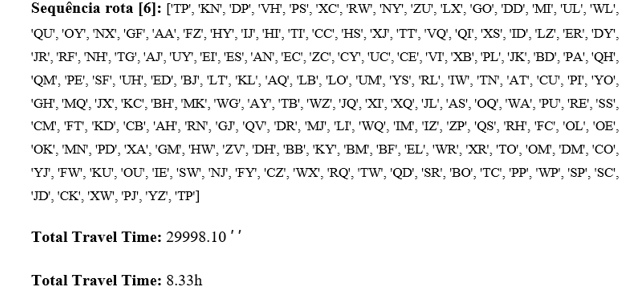 Sequência rota [6]: ['TP', 'KN', 'DP', 'VH', 'PS', 'XC', 'RW', 'NY', 'ZU', 'LX', 'GO', 'DD', 'MI', 'UL', 'WL',
'QU', 'OY', 'NX', 'GF', 'AA', 'FZ', 'HY', 'IJ', 'HI', 'TI', 'CC', 'HS', 'XJ', 'TT', 'VQ', 'QI', 'XS', 'ID', 'LZ', 'ER', 'DY',
'JR', 'RF', 'NH', 'TG', 'AJ', 'UY', 'EI', 'ES', 'AN', 'EC', 'ZC', 'CY', 'UC', 'CE', 'VI', 'XB', 'PL', 'JK', 'BD', 'PA', 'QH',
'QM', 'PE', 'SF', 'UH', 'ED', 'BJ', 'LT', 'KL', 'AQ', 'LB', 'LO', 'UM', 'YS', 'RL', 'IW', 'TN', 'AT', 'CU', 'PI', 'YO',
'GH', 'MQ', 'JX', 'KC', 'BH', 'MK', 'WG', 'AY', 'TB', 'WZ', 'JQ', 'XI', 'XQ', 'JL', 'AS', 'OQ', 'WA', 'PU', 'RE', 'SS',
'CM', 'FT', 'KD', 'CB', 'AH', 'RN', 'GJ', 'QV', 'DR', 'MJ', 'LI', 'WQ', 'IM', 'IZ', 'ZP', 'QS', 'RH', 'FC', 'OL', 'OE',
'OK', 'MN', 'PD', 'XA', 'GM', 'HW', 'ZV', 'DH', 'BB', 'KY', 'BM', 'BF', 'EL', 'WR', 'XR', 'TO', 'OM', 'DM', 'CO',
'YJ', 'FW', 'KU', 'OU', 'IE', 'SW', 'NJ', 'FY', 'CZ', 'WX', 'RQ', 'TW', 'QD', 'SR', 'BO', 'TC', 'PP', 'WP', 'SP', 'SC',
'JD', 'CK', 'XW', 'PJ', 'YZ', 'TP']
Total Travel Time: 29998.10 ′ ′
Total Travel Time: 8.33h